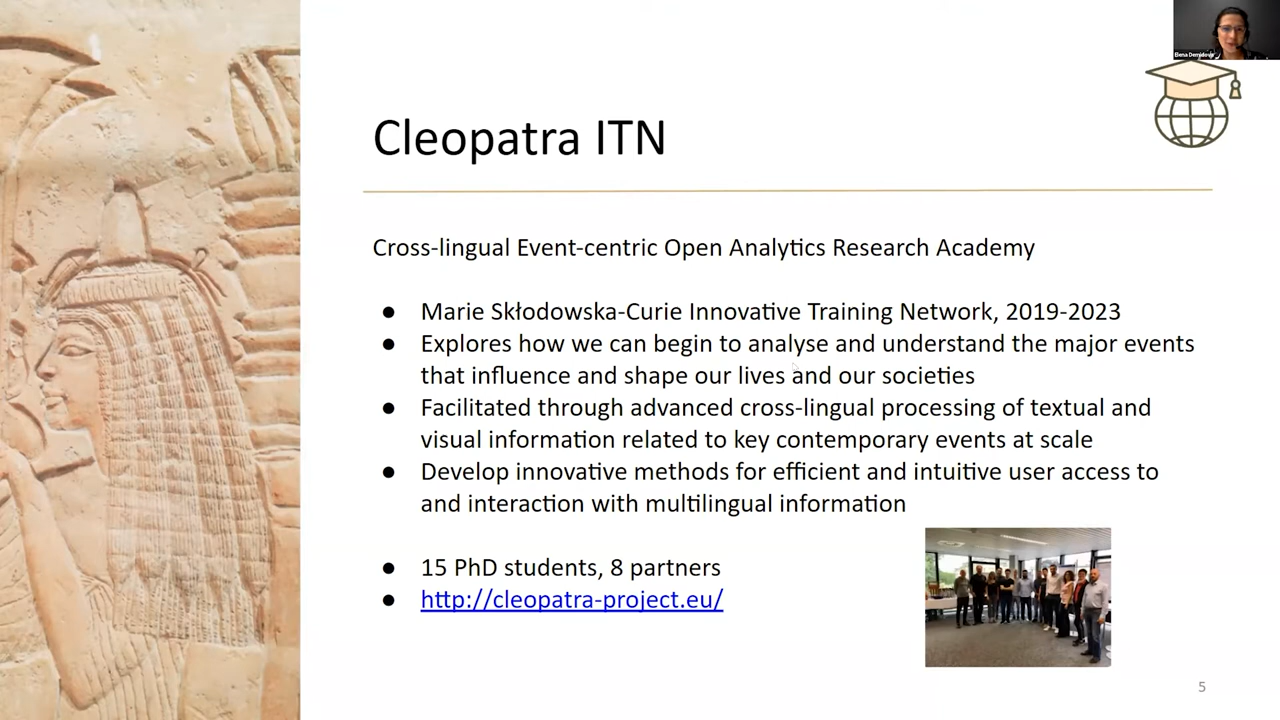 Elena Demidova
Cleopatra ITN
Cross-lingual Event-centric Open Analytics Research Academy
● Marie Skłodowska-Curie Innovative Training Network, 2019-2023
● Explores how we can begin to analyse and understand the major events
that influence and shape our lives and our societies
● Facilitated through advanced cross-lingual processing of textual and
visual information related to key contemporary events at scale
● Develop innovative methods for efficient and intuitive user access to
and interaction with multilingual information
● 15 PhD students, 8 partners
● http://cleopatra-project.eu/
5